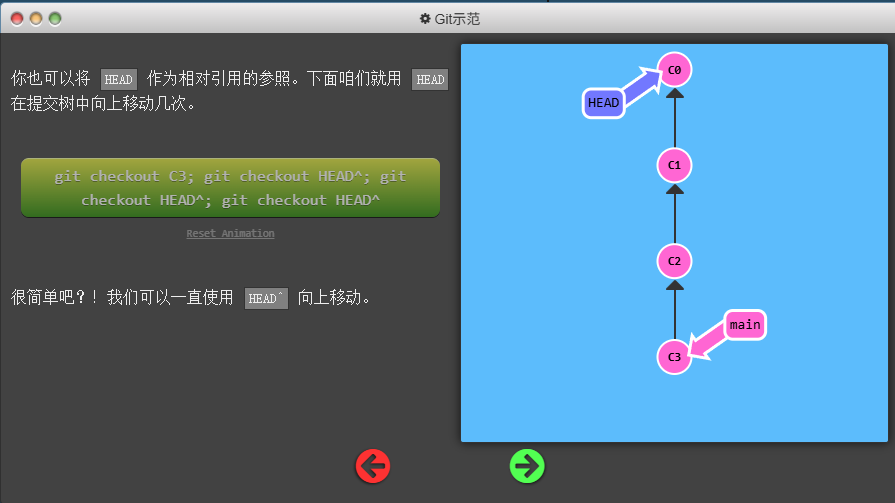 Git示范
你也可以将 HEAD 作为相对引用的参照。下面咱们就用 HEAD
在提交树中向上移动几次。
git checkout C3; git checkout HEAD^; git
checkout HEAD^; git checkout HEAD^
Reset Animation
很简单吧？！我们可以一直使用 HEAD^ 向上移动。
C0
HEAD
C1
C2
main
C3